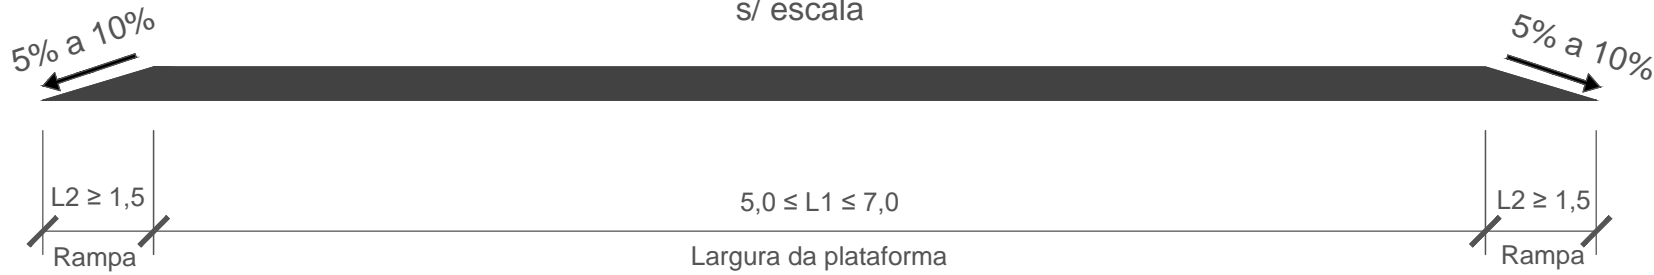 s/ escala
5% a 10%
5% a 10%
L2 ≥ 1,5
5,0 ≤ L1 ≤ 7,0
L2 ≥ 1,5
Rampa
Largura da plataforma
Rampa